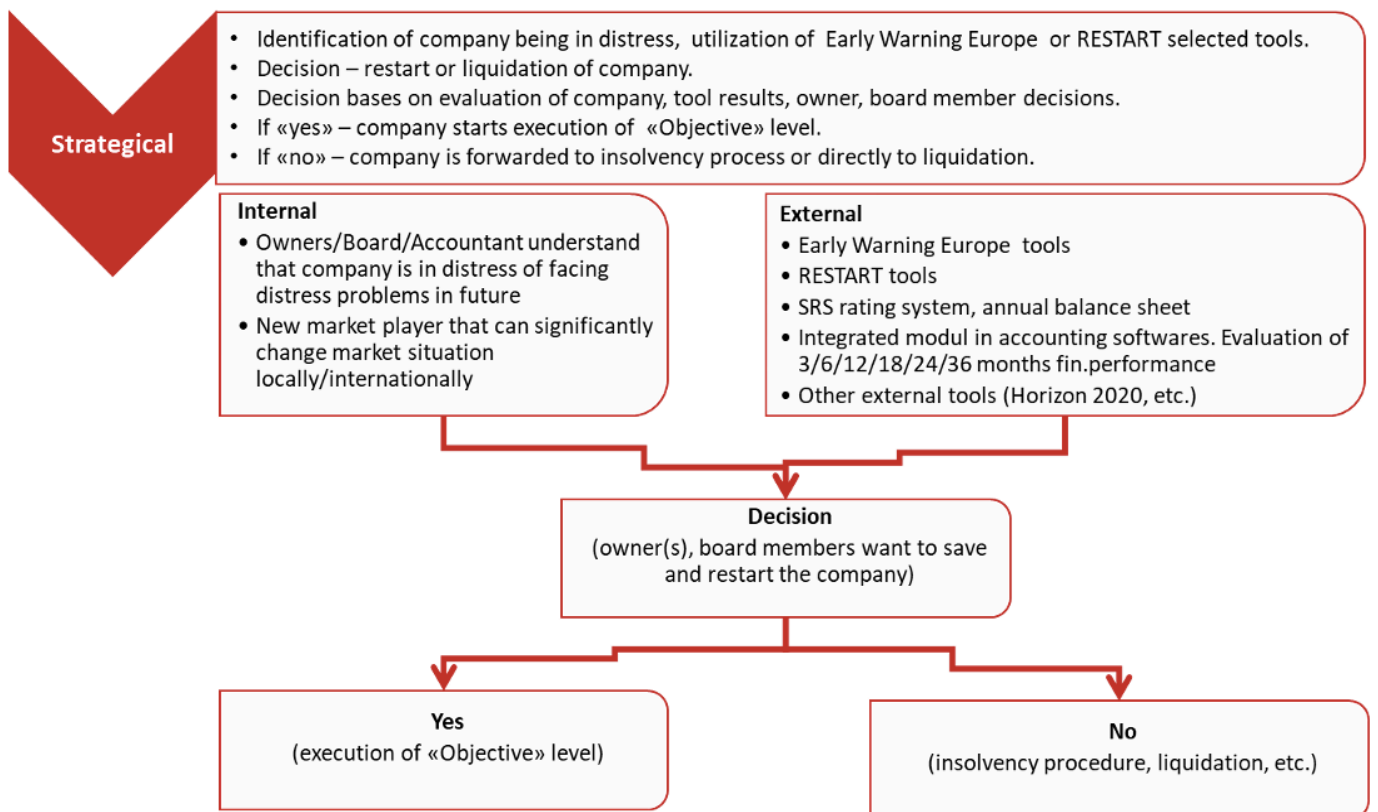 Strategical
• Identification of company being in distress, utilization of Early Warning Europe or RESTART selected tools.
• Decision – restart or liquidation of company.
• Decision bases on evaluation of company, tool results, owner, board member decisions.
• If «yes» – company starts execution of «Objective» level.
• If «no» – company is forwarded to insolvency process or directly to liquidation.
Internal
• Owners/Board/Accountant understand
that company is in distress of facing
distress problems in future
• New market player that can significantly
change market situation
locally/internationally
External
• Early Warning Europe tools
• RESTART tools
• SRS rating system, annual balance sheet
• Integrated modul in accounting softwares. Evaluation of
3/6/12/18/24/36 months fin.performance
• Other external tools (Horizon 2020, etc.)
Decision
(owner(s), board members want to save
and restart the company)
Yes
(execution of «Objective» level)
No
(insolvency procedure, liquidation, etc.)